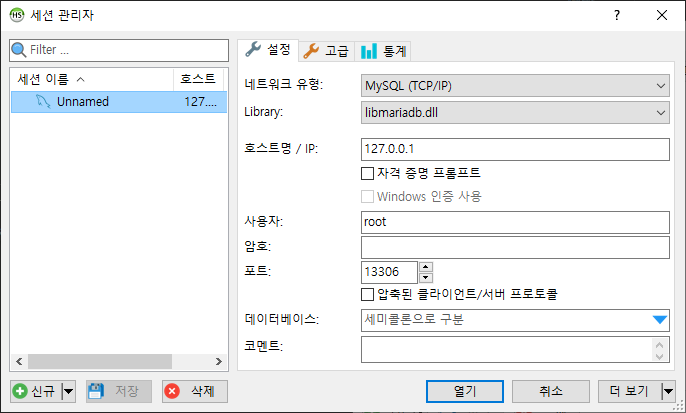 HS 세션 관리자
Filter ...
세션 이름 호스트
Unnamed 127....
신규 저장 삭제
설정 고급 통계
네트워크 유형: MySQL (TCP/IP)
Library: libmariadb.dll
호스트명 / IP: 127.0.0.1
자격 증명 프롬프트
Windows 인증 사용
사용자: root
암호:
포트: 13306
압축된 클라이언트/서버 프로토콜
데이터베이스: 세미콜론으로 구분
코멘트:
열기 취소 더 보기